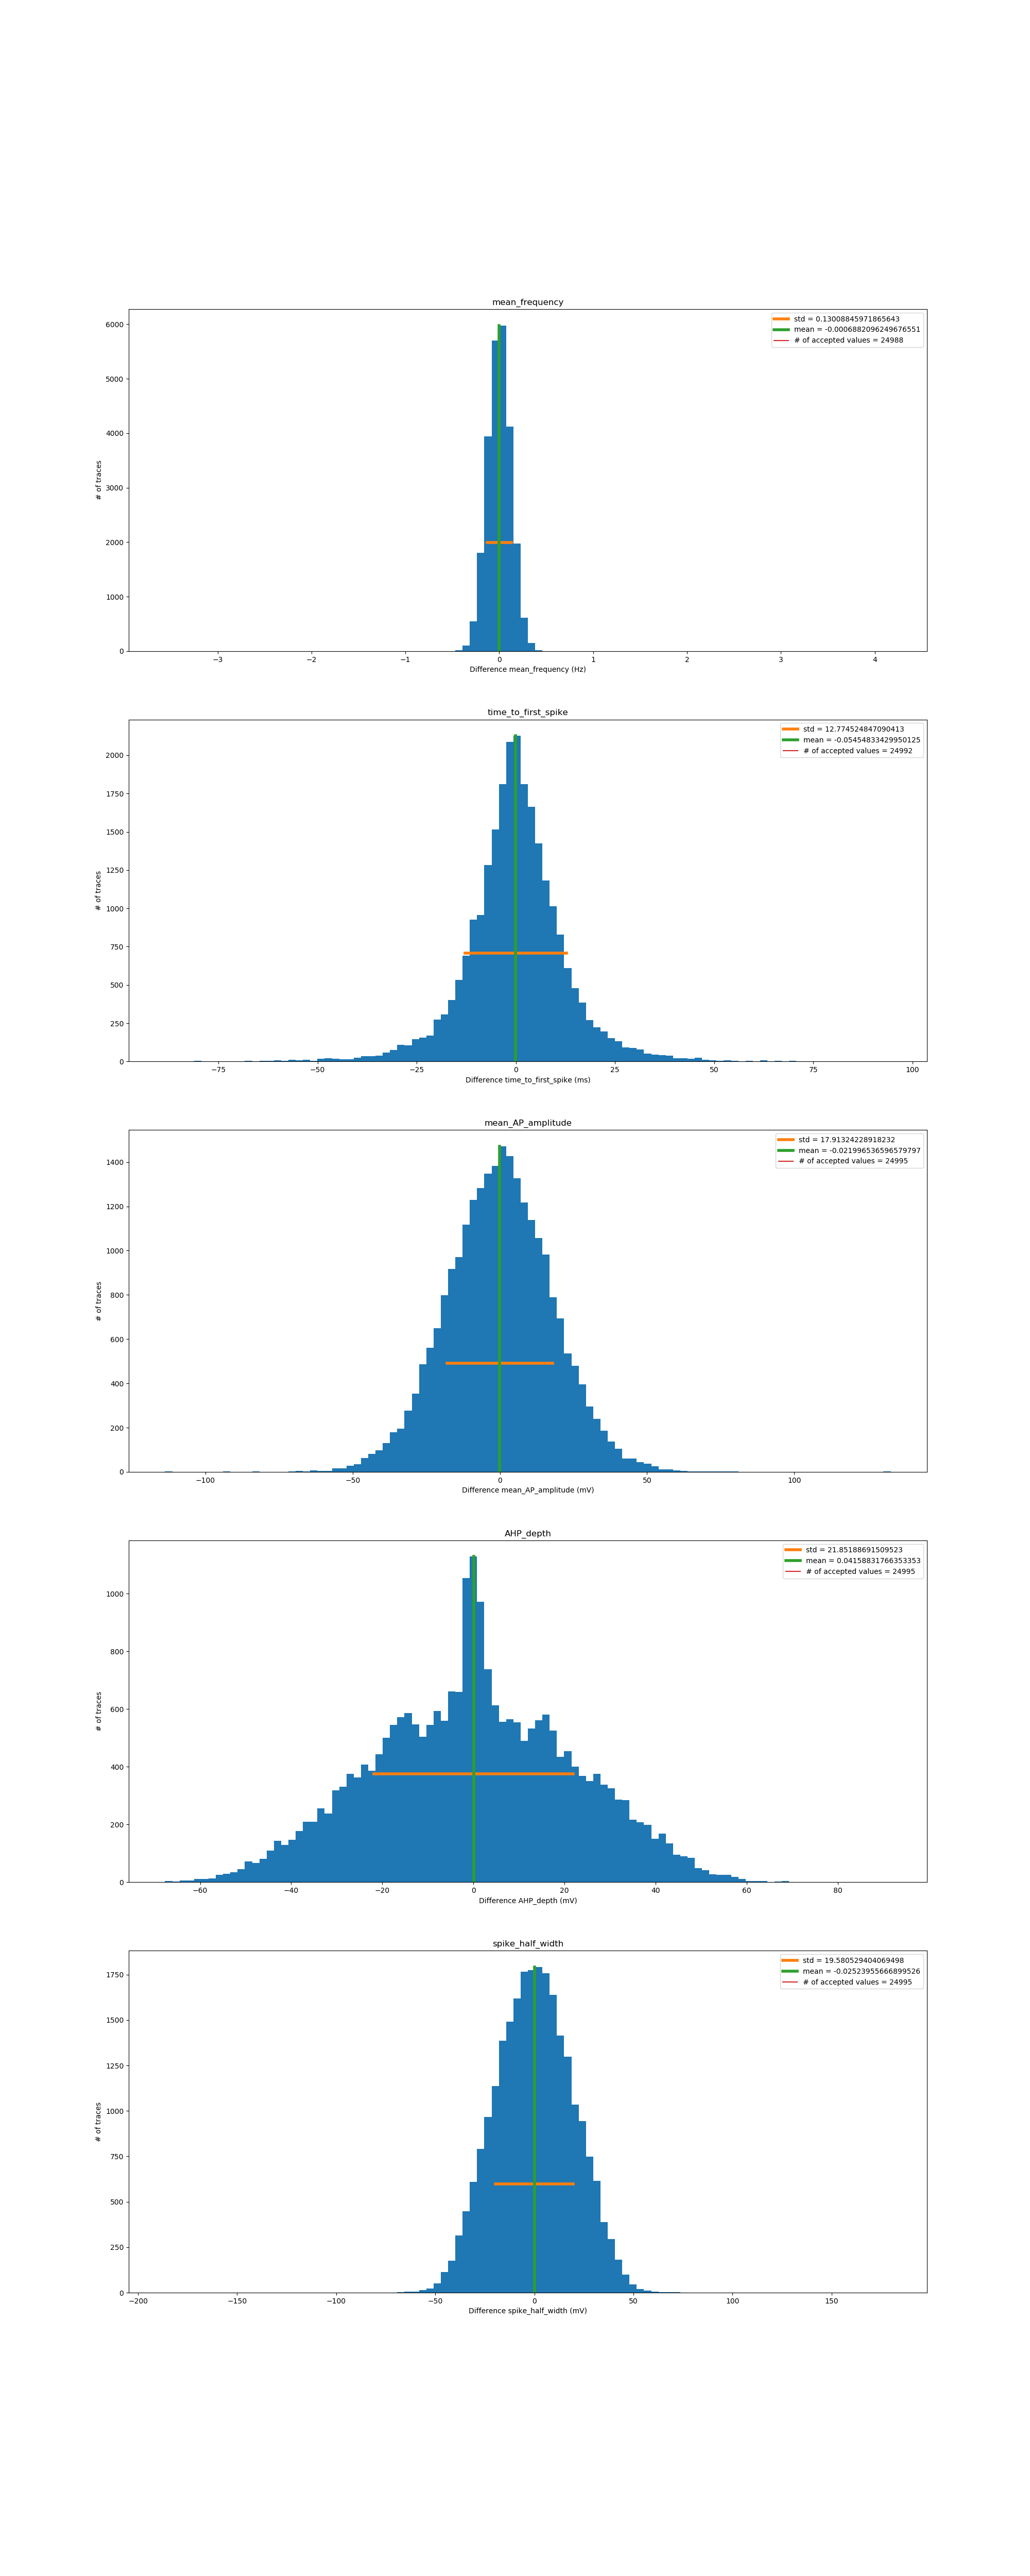 mean_frequency
std = 0.13008845971865643
mean = -0.0006882096249676551
# of accepted values = 24988
6000
5000
4000
3000
2000
1000
0
# of traces
−3 −2 −1 0 1 2 3 4
Difference mean_frequency (Hz)
time_to_first_spike
std = 12.774524847090413
mean = -0.05454833429950125
# of accepted values = 24992
2000
1750
1500
1250
1000
750
500
250
0
# of traces
−75 −50 −25 0 25 50 75 100
Difference time_to_first_spike (ms)
mean_AP_amplitude
std = 17.91324228918232
mean = -0.021996536596579797
# of accepted values = 24995
1400
1200
1000
800
600
400
200
0
# of traces
−100 −50 0 50 100
Difference mean_AP_amplitude (mV)
AHP_depth
std = 21.85188691509523
mean = 0.04158831766353353
# of accepted values = 24995
1000
800
600
400
200
0
# of traces
−60 −40 −20 0 20 40 60 80
Difference AHP_depth (mV)
spike_half_width
std = 19.580529404069498
mean = -0.02523955666899526
# of accepted values = 24995
1750
1500
1250
1000
750
500
250
0
# of traces
−200 −150 −100 −50 0 50 100 150
Difference spike_half_width (mV)